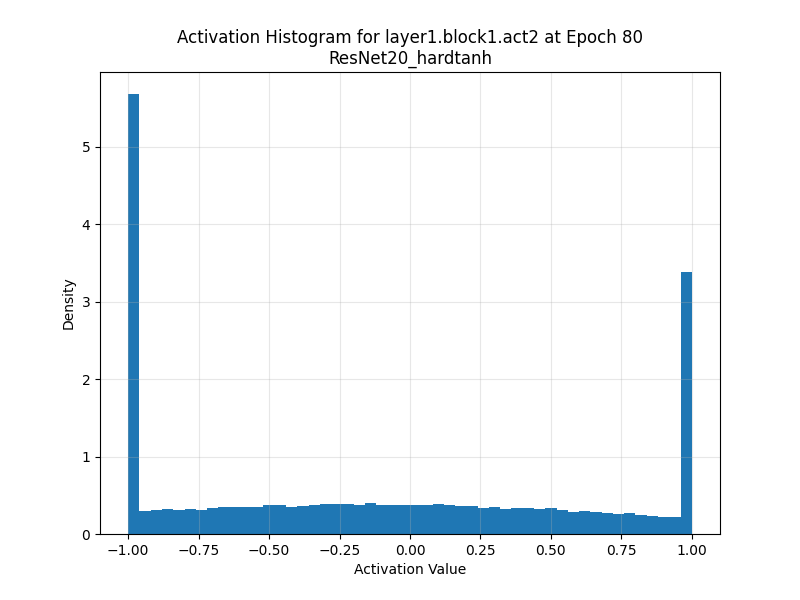 Activation Histogram for layer1.block1.act2 at Epoch 80
ResNet20_hardtanh
5
4
3
2
1
0
Density
−1.00 −0.75 −0.50 −0.25 0.00 0.25 0.50 0.75 1.00
Activation Value